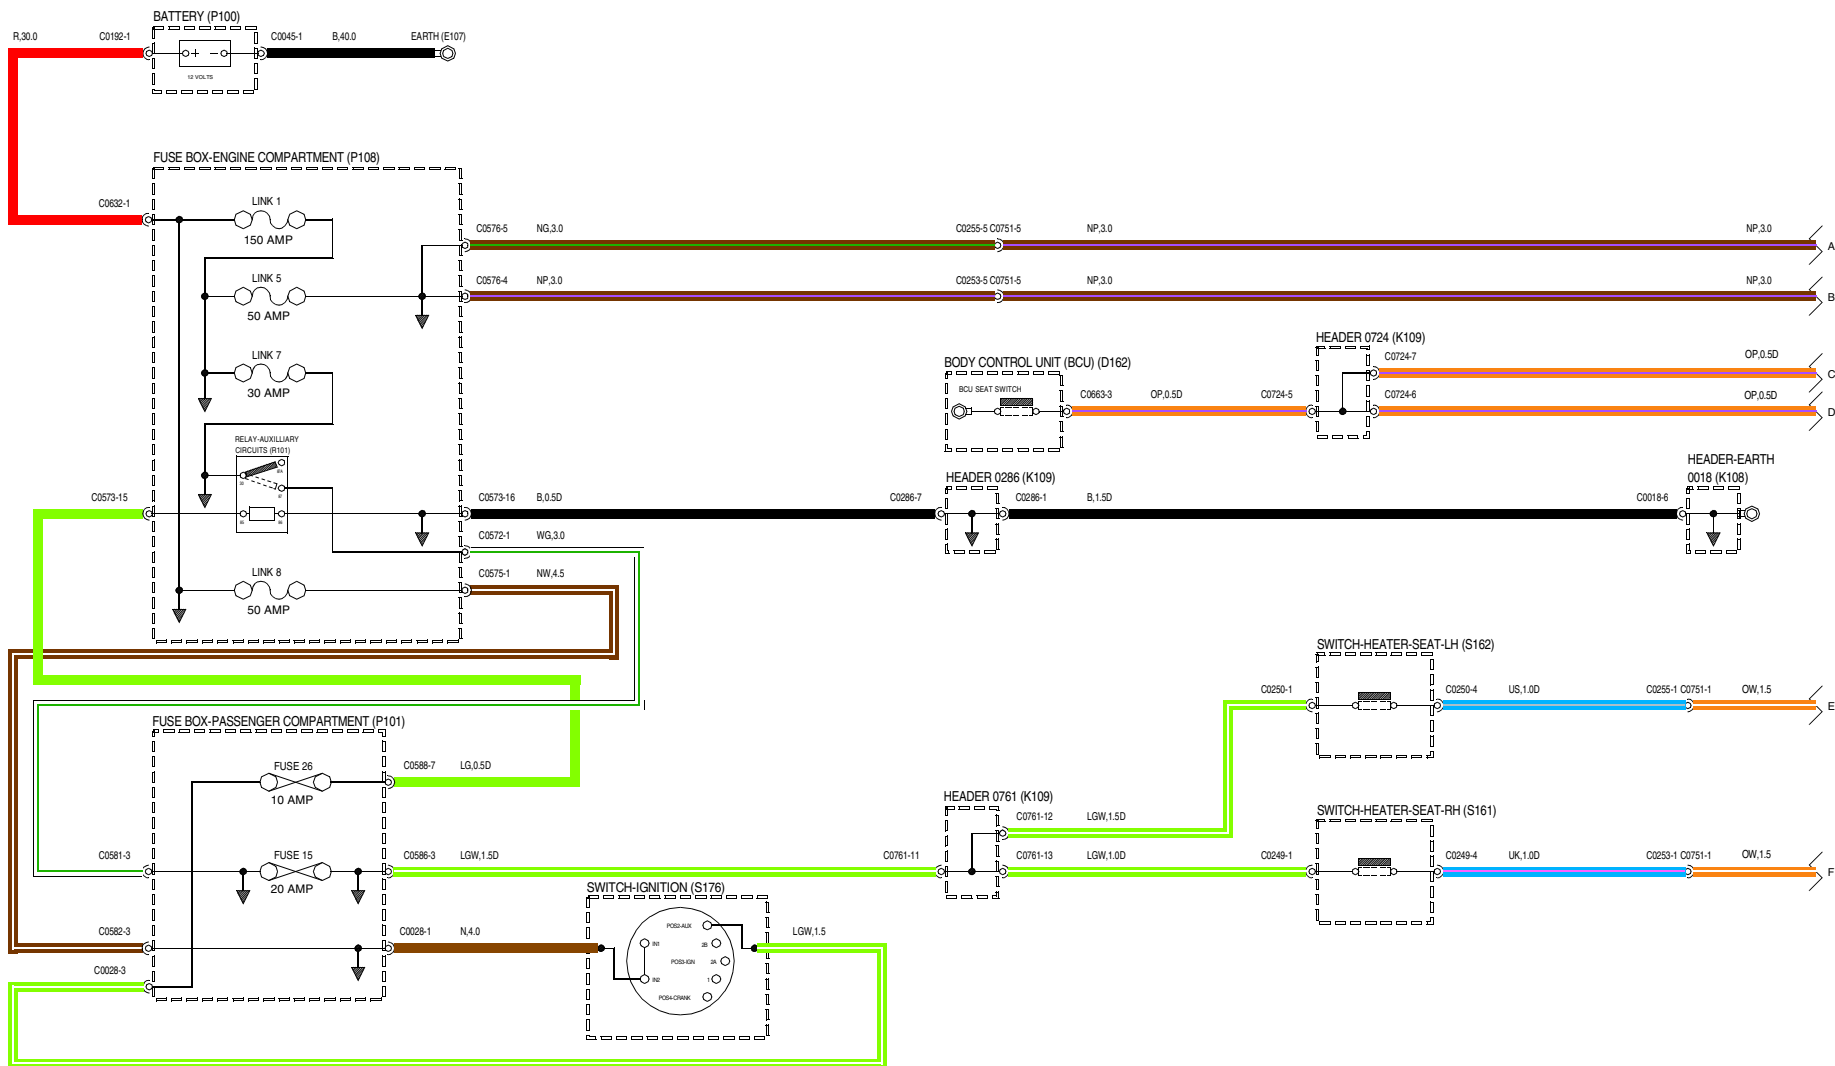 BATTERY (P100)
R,30.0
C0192-1
C0045-1
B,40.0
EARTH (E107)
+ −
12 VOLTS
FUSE BOX-ENGINE COMPARTMENT (P108)
C0632-1
LINK 1
150 AMP
C0576-5
NG,3.0
C0255-5 C0751-5
NP,3.0
NP,3.0
A
LINK 5
50 AMP
C0576-4
NP,3.0
C0253-5 C0751-5
NP,3.0
NP,3.0
B
HEADER 0724 (K109)
LINK 7
30 AMP
BODY CONTROL UNIT (BCU) (D162)
BCU SEAT SWITCH
C0724-7
OP,0.5D
C
C0663-3
OP,0.5D
C0724-5
C0724-6
OP,0.5D
D
RELAY-AUXILLIARY
CIRCUITS (R101)
87A
30
87
85
86
HEADER 0286 (K109)
HEADER-EARTH
0018 (K108)
C0573-15
C0573-16
B,0.5D
C0286-7
C0286-1
B,1.5D
C0018-6
C0572-1
WG,3.0
LINK 8
50 AMP
C0575-1
NW,4.5
SWITCH-HEATER-SEAT-LH (S162)
C0250-1
C0250-4
US,1.0D
C0255-1 C0751-1
OW,1.5
E
FUSE BOX-PASSENGER COMPARTMENT (P101)
FUSE 26
10 AMP
C0588-7
LG,0.5D
HEADER 0761 (K109)
SWITCH-HEATER-SEAT-RH (S161)
C0761-12
LGW,1.5D
C0581-3
FUSE 15
20 AMP
C0586-3
LGW,1.5D
C0761-11
C0761-13
LGW,1.0D
C0249-1
C0249-4
UK,1.0D
C0253-1 C0751-1
OW,1.5
F
SWITCH-IGNITION (S176)
C0582-3
C0028-1
N,4.0
POS2-AUX
IN1
2B
POS3-IGN
2A
IN2
1
POS4-CRANK
LGW,1.5
C0028-3